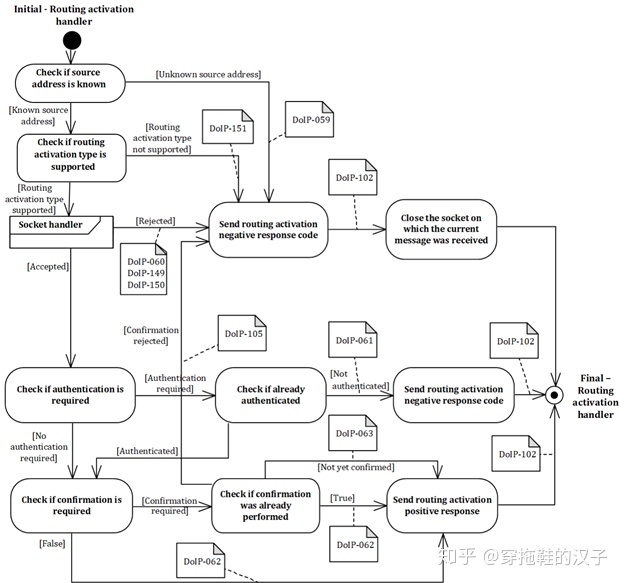 Initial - Routing activation
handler
Check if source
address is known
[Unknown source address]
[Known source
address]
DoIP-151
DoIP-059
[Routing
activation type
not supported]
Check if routing
activation type is
supported
DoIP-102
[Routing
activation type
supported]
Socket handler
[Rejected]
Send routing activation
negative response code
Close the socket on
which the current
message was received
[Accepted]
DoIP-060
DoIP-149
DoIP-150
[Confirmation
rejected]
DoIP-105
DoIP-061
DoIP-102
Final –
Routing
activation
handler
Check if authentication is
required
[Authentication
required]
Check if already
authenticated
[Not
authenticated]
Send routing activation
negative response code
[No
authentication
required]
[Authenticated]
DoIP-063
DoIP-102
[Not yet confirmed]
Check if confirmation is
required
[Confirmation
required]
Check if confirmation
was already
performed
[True]
Send routing activation
positive response
[False]
DoIP-062
DoIP-062
知乎 @穿拖鞋的汉子